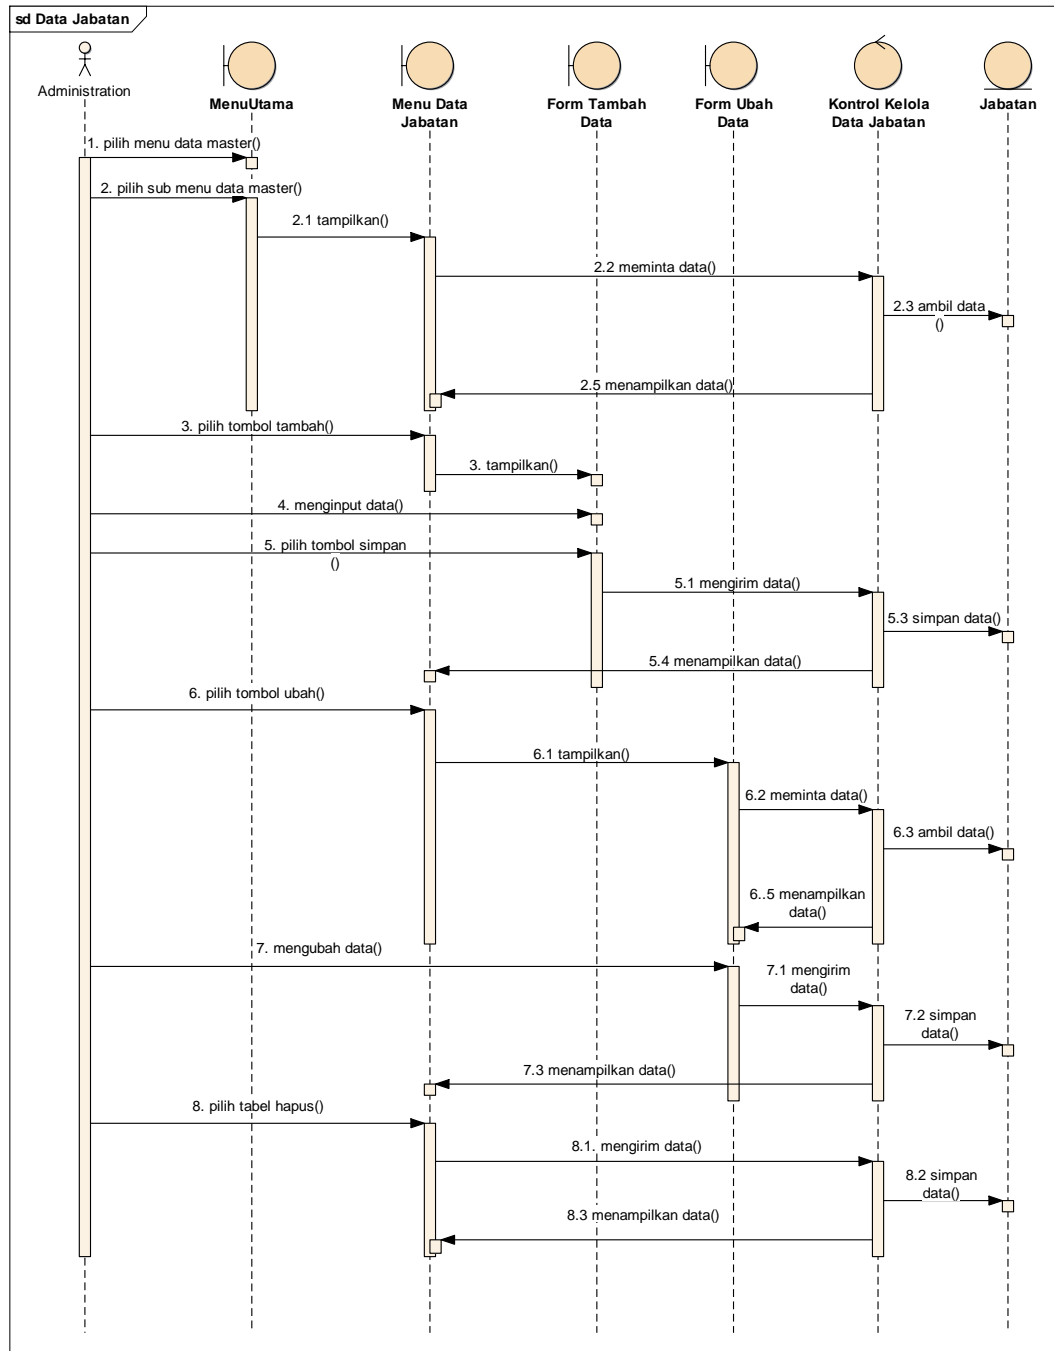 sd Data Jabatan
Administration
MenuUtama
Menu Data
Jabatan
Form Tambah
Data
Form Ubah
Data
Kontrol Kelola
Data Jabatan
Jabatan
1. pilih menu data master()
2. pilih sub menu data master()
2.1 tampilkan()
2.2 meminta data()
2.3 ambil data
()
2.5 menampilkan data()
3. pilih tombol tambah()
3. tampilkan()
4. menginput data()
5. pilih tombol simpan
()
5.1 mengirim data()
5.3 simpan data()
5.4 menampilkan data()
6. pilih tombol ubah()
6.1 tampilkan()
6.2 meminta data()
6.3 ambil data()
6..5 menampilkan
data()
7. mengubah data()
7.1 mengirim
data()
7.2 simpan
data()
7.3 menampilkan data()
8. pilih tabel hapus()
8.1. mengirim data()
8.2 simpan
data()
8.3 menampilkan data()